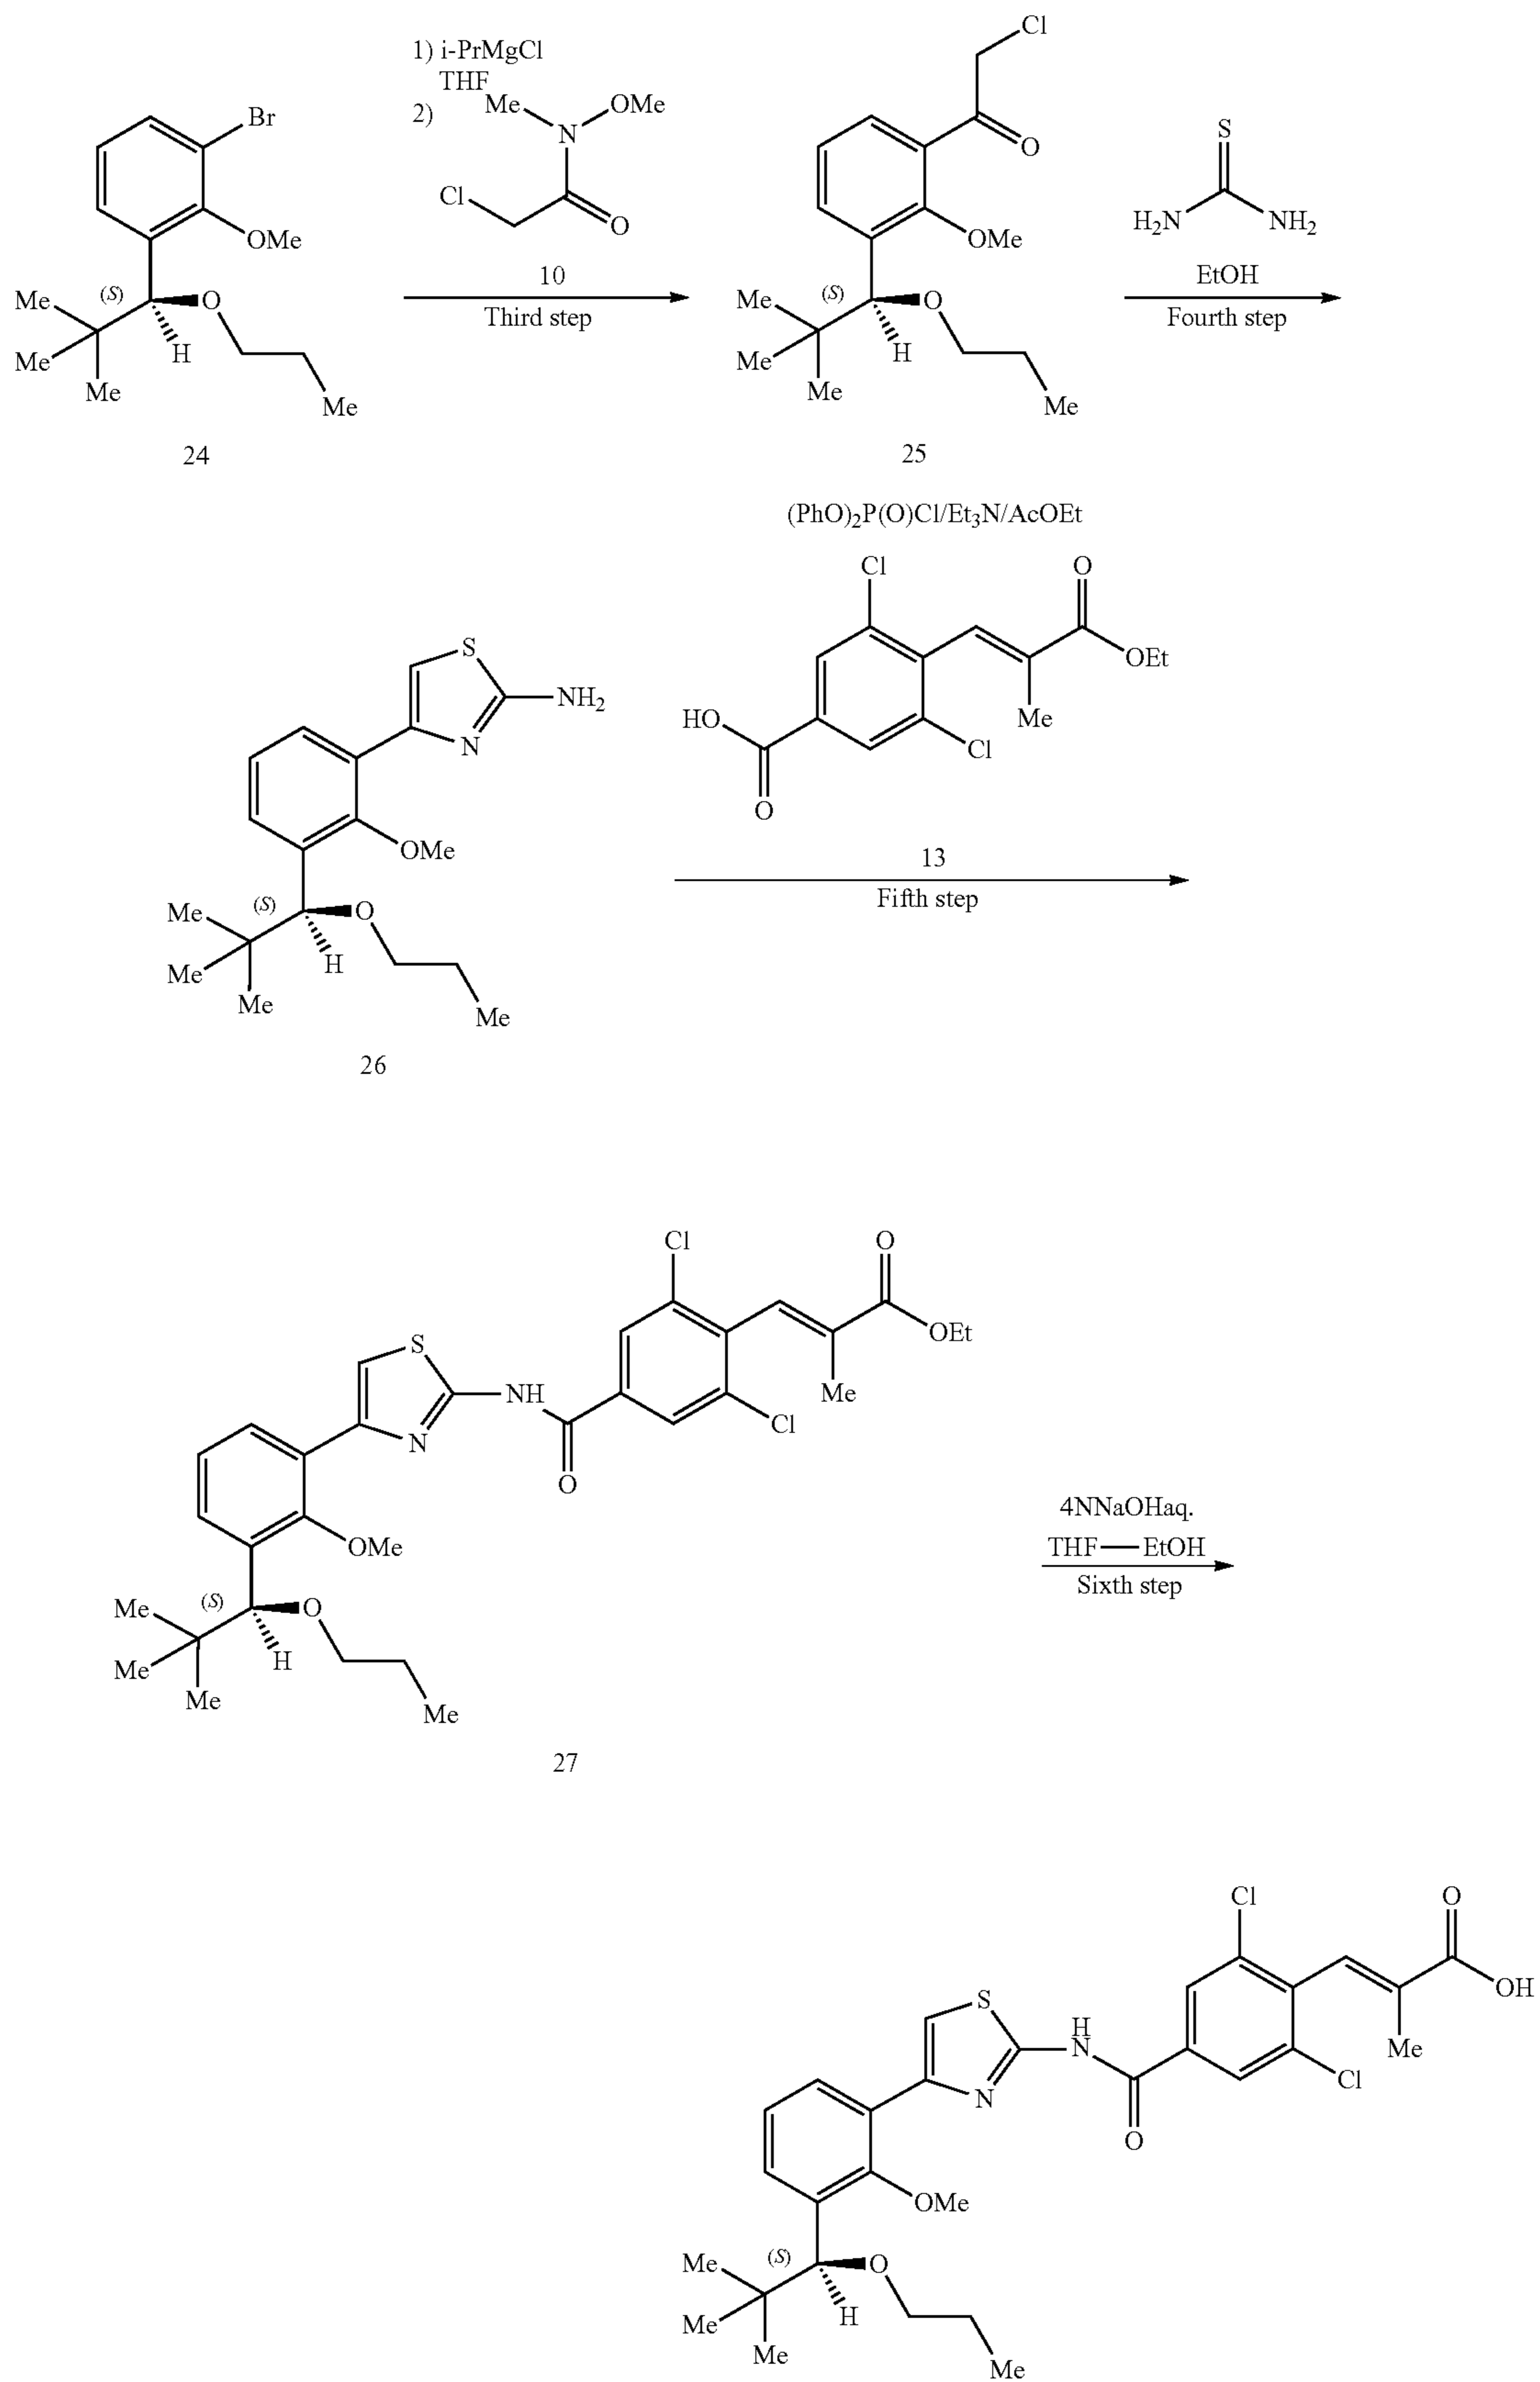 1) i-PrMgCl
THF
2)
Me
OMe
N
Cl
O
10
Third step
Br
OMe
(S)
O
H
Me
Me
Me
Me
24
Cl
O
OMe
(S)
O
H
Me
Me
Me
Me
25
S
H₂N
NH₂
EtOH
Fourth step
(PhO)₂P(O)Cl/Et₃N/AcOEt
Cl
O
OEt
Me
Cl
HO
O
13
Fifth step
S
NH₂
N
OMe
(S)
O
H
Me
Me
Me
Me
26
Cl
O
OEt
Me
Cl
S
NH
N
O
OMe
(S)
O
H
Me
Me
Me
Me
27
4NNaOHaq.
THF—EtOH
Sixth step
Cl
O
OH
Me
Cl
S
H
N
N
O
OMe
(S)
O
H
Me
Me
Me
Me